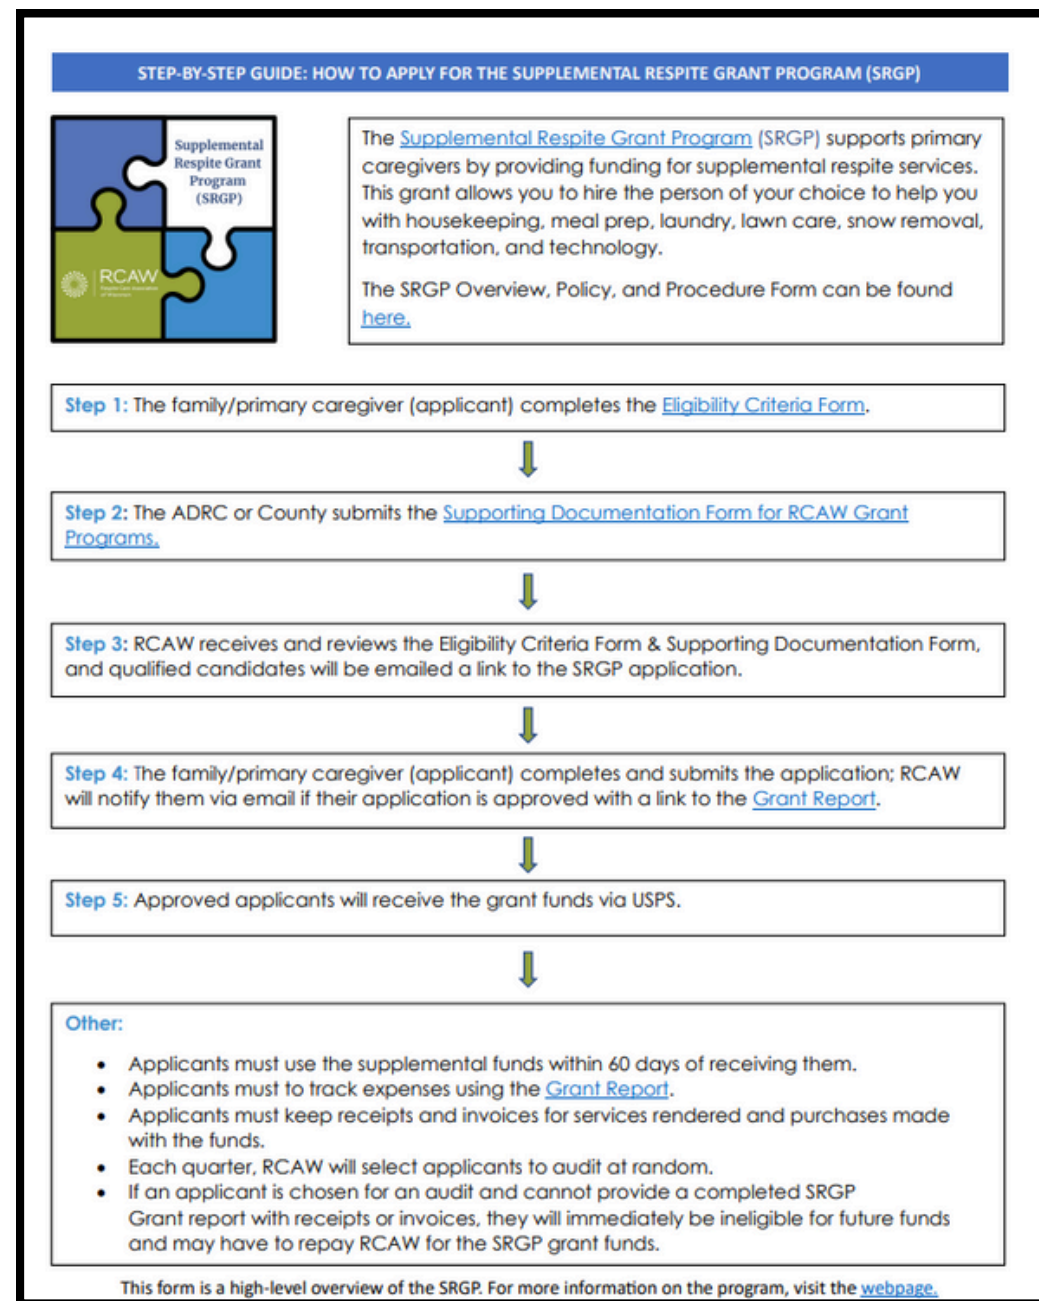 STEP-BY-STEP GUIDE: HOW TO APPLY FOR THE SUPPLEMENTAL RESPITE GRANT PROGRAM (SRGP)
Supplemental
Respite Grant
Program
(SRGP)
RCAW
Respite Care Association
of Wisconsin
The Supplemental Respite Grant Program (SRGP) supports primary
caregivers by providing funding for supplemental respite services.
This grant allows you to hire the person of your choice to help you
with housekeeping, meal prep, laundry, lawn care, snow removal,
transportation, and technology.
The SRGP Overview, Policy, and Procedure Form can be found
here.
Step 1: The family/primary caregiver (applicant) completes the Eligibility Criteria Form.
Step 2: The ADRC or County submits the Supporting Documentation Form for RCAW Grant
Programs.
Step 3: RCAW receives and reviews the Eligibility Criteria Form & Supporting Documentation Form,
and qualified candidates will be emailed a link to the SRGP application.
Step 4: The family/primary caregiver (applicant) completes and submits the application; RCAW
will notify them via email if their application is approved with a link to the Grant Report.
Step 5: Approved applicants will receive the grant funds via USPS.
Other:
• Applicants must use the supplemental funds within 60 days of receiving them.
• Applicants must to track expenses using the Grant Report.
• Applicants must keep receipts and invoices for services rendered and purchases made
with the funds.
• Each quarter, RCAW will select applicants to audit at random.
• If an applicant is chosen for an audit and cannot provide a completed SRGP
Grant report with receipts or invoices, they will immediately be ineligible for future funds
and may have to repay RCAW for the SRGP grant funds.
This form is a high-level overview of the SRGP. For more information on the program, visit the webpage.